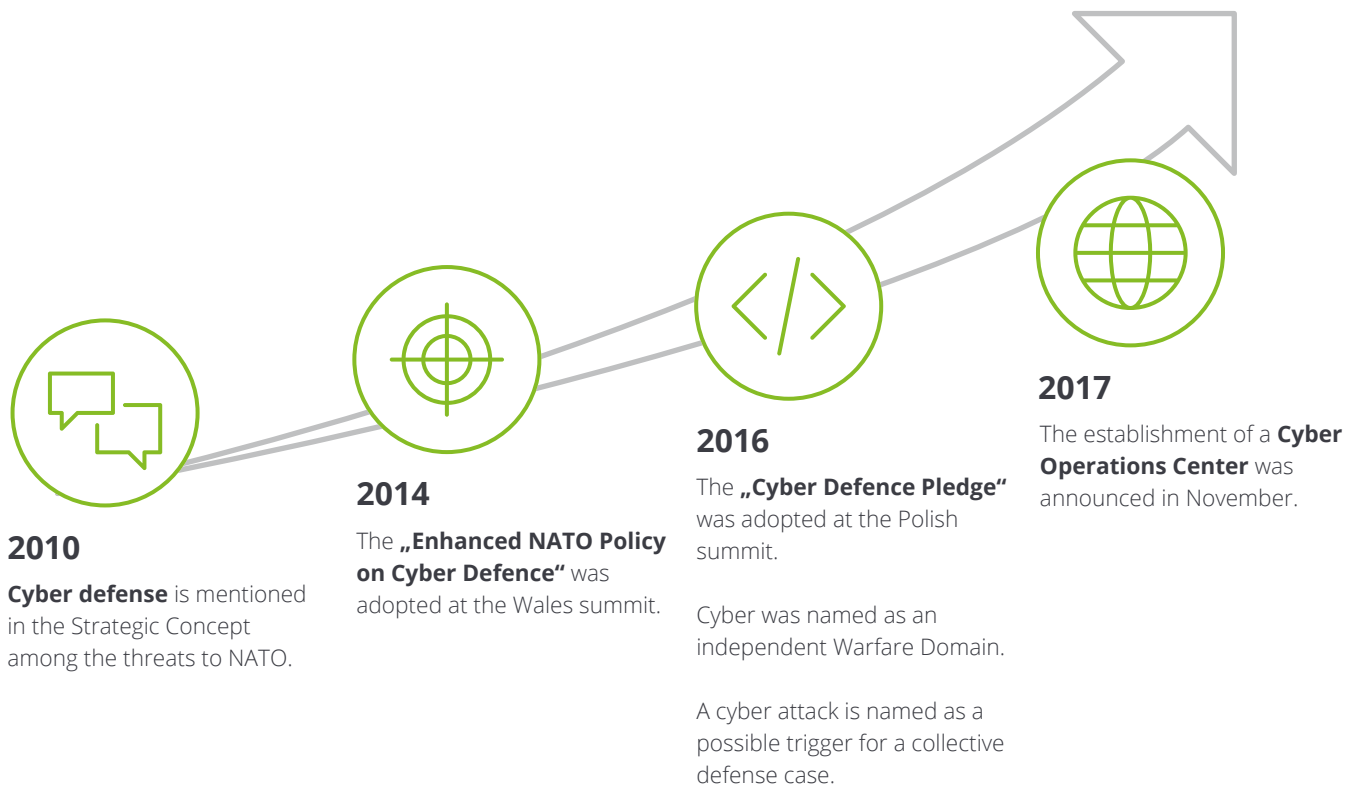 2010
Cyber defense is mentioned
in the Strategic Concept
among the threats to NATO.
2014
The „Enhanced NATO Policy
on Cyber Defence“ was
adopted at the Wales summit.
2016
The „Cyber Defence Pledge“
was adopted at the Polish
summit.
Cyber was named as an
independent Warfare Domain.
A cyber attack is named as a
possible trigger for a collective
defense case.
2017
The establishment of a Cyber
Operations Center was
announced in November.